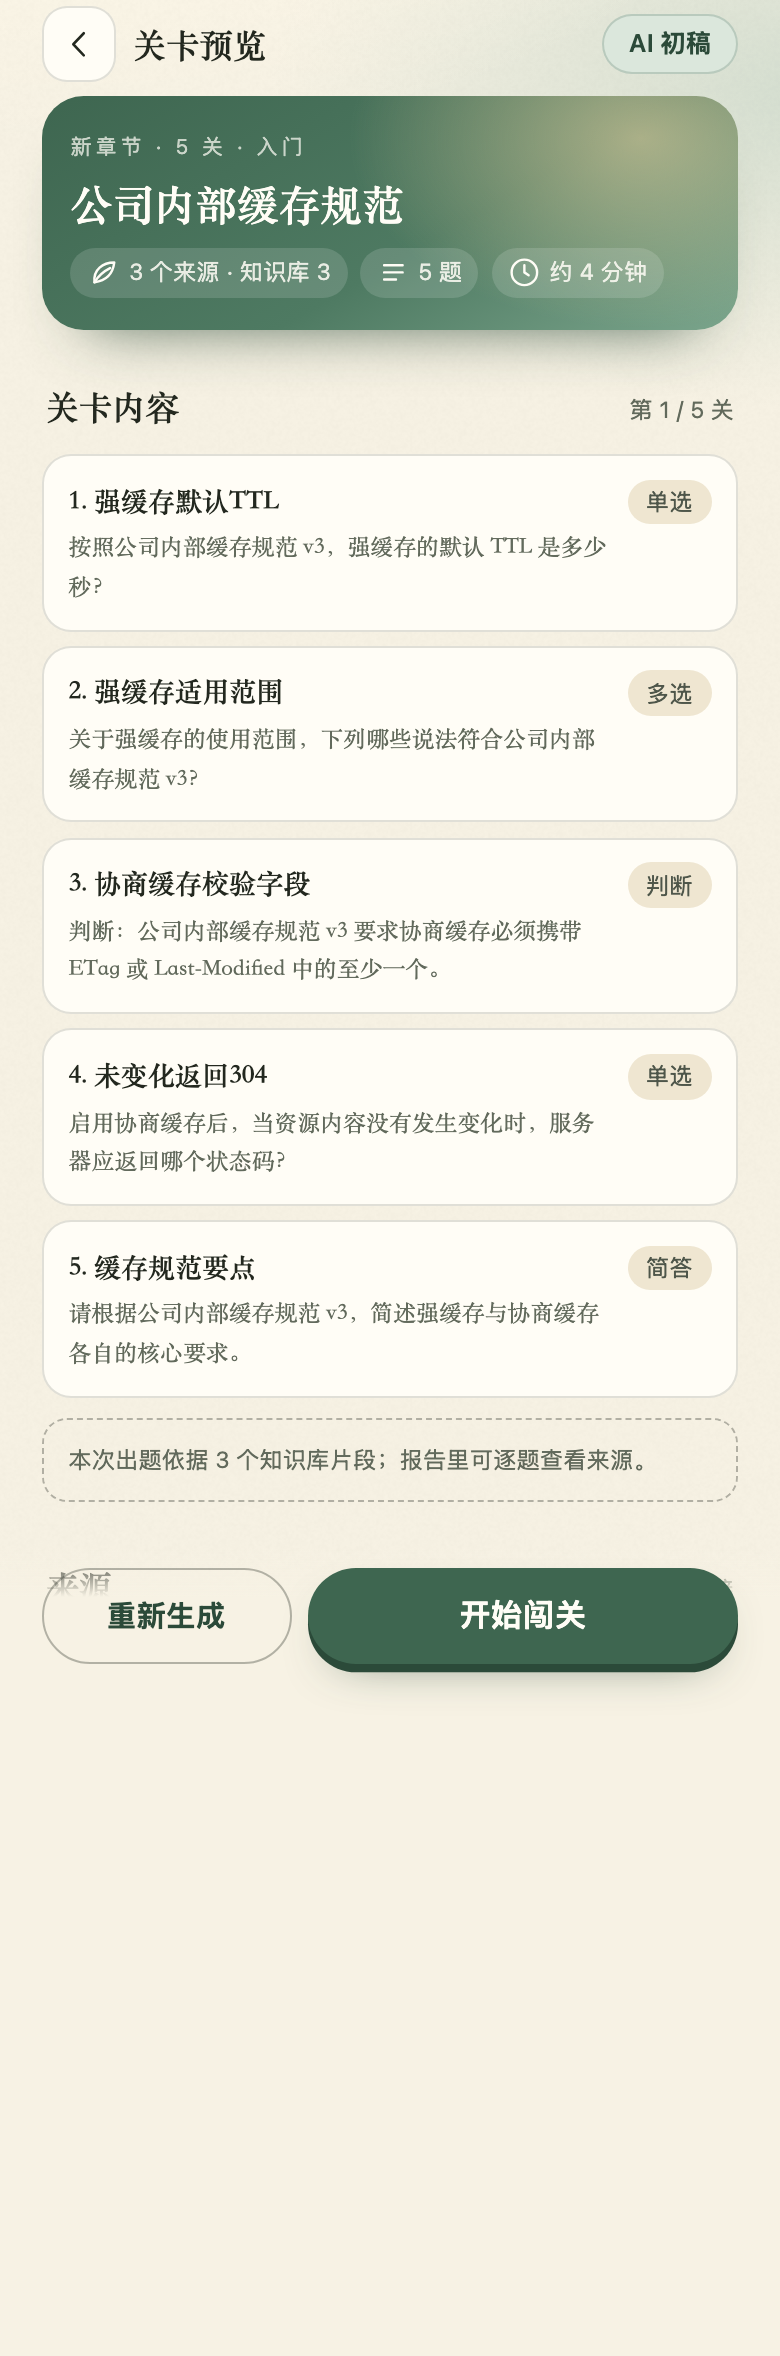 关卡预览
AI 初稿
新章节 · 5 关 · 入门
公司内部缓存规范
3 个来源 · 知识库 3
5 题
约 4 分钟
关卡内容
第 1 / 5 关
1. 强缓存默认TTL
单选
按照公司内部缓存规范 v3，强缓存的默认 TTL 是多少
秒？
2. 强缓存适用范围
多选
关于强缓存的使用范围，下列哪些说法符合公司内部
缓存规范 v3？
3. 协商缓存校验字段
判断
判断：公司内部缓存规范 v3 要求协商缓存必须携带
ETag 或 Last-Modified 中的至少一个。
4. 未变化返回304
单选
启用协商缓存后，当资源内容没有发生变化时，服务
器应返回哪个状态码？
5. 缓存规范要点
简答
请根据公司内部缓存规范 v3，简述强缓存与协商缓存
各自的核心要求。
本次出题依据 3 个知识库片段；报告里可逐题查看来源。
来源
重新生成
开始闯关